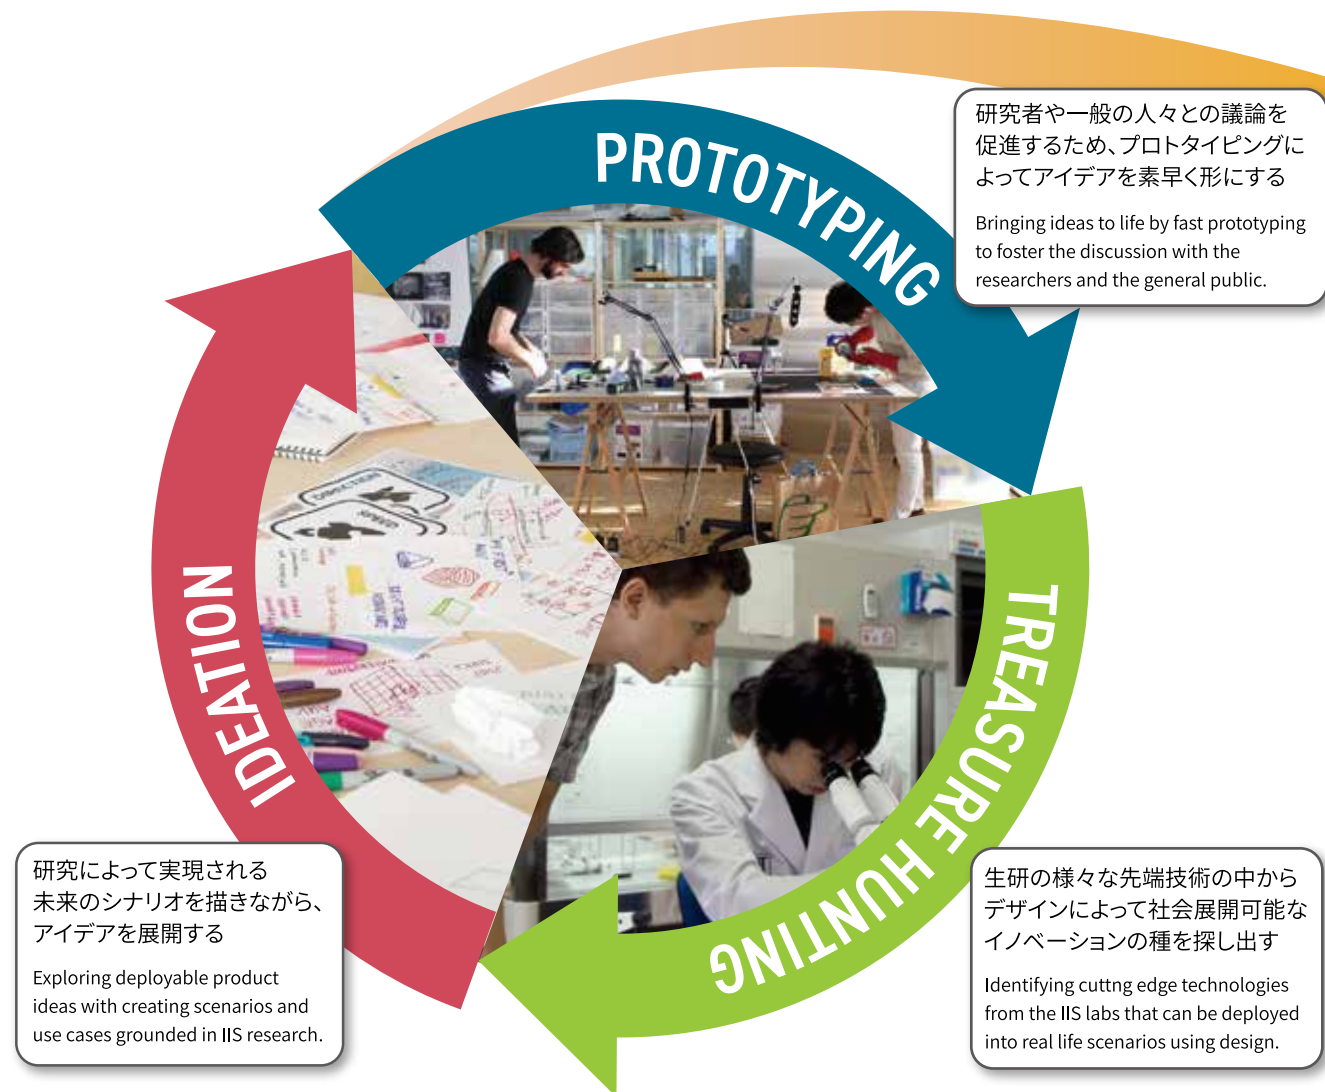 PROTOTYPING
研究者や一般の人々との議論を
促進するため、プロトタイピングに
よってアイデアを素早く形にする
Bringing ideas to life by fast prototyping
to foster the discussion with the
researchers and the general public.
DIRECTION
IDEATION
TREASURE HUNTING
研究によって実現される
未来のシナリオを描きながら、
アイデアを展開する
Exploring deployable product
ideas with creating scenarios and
use cases grounded in IIS research.
生研の様々な先端技術の中から
デザインによって社会展開可能な
イノベーションの種を探し出す
Identifying cuttng edge technologies
from the IIS labs that can be deployed
into real life scenarios using design.